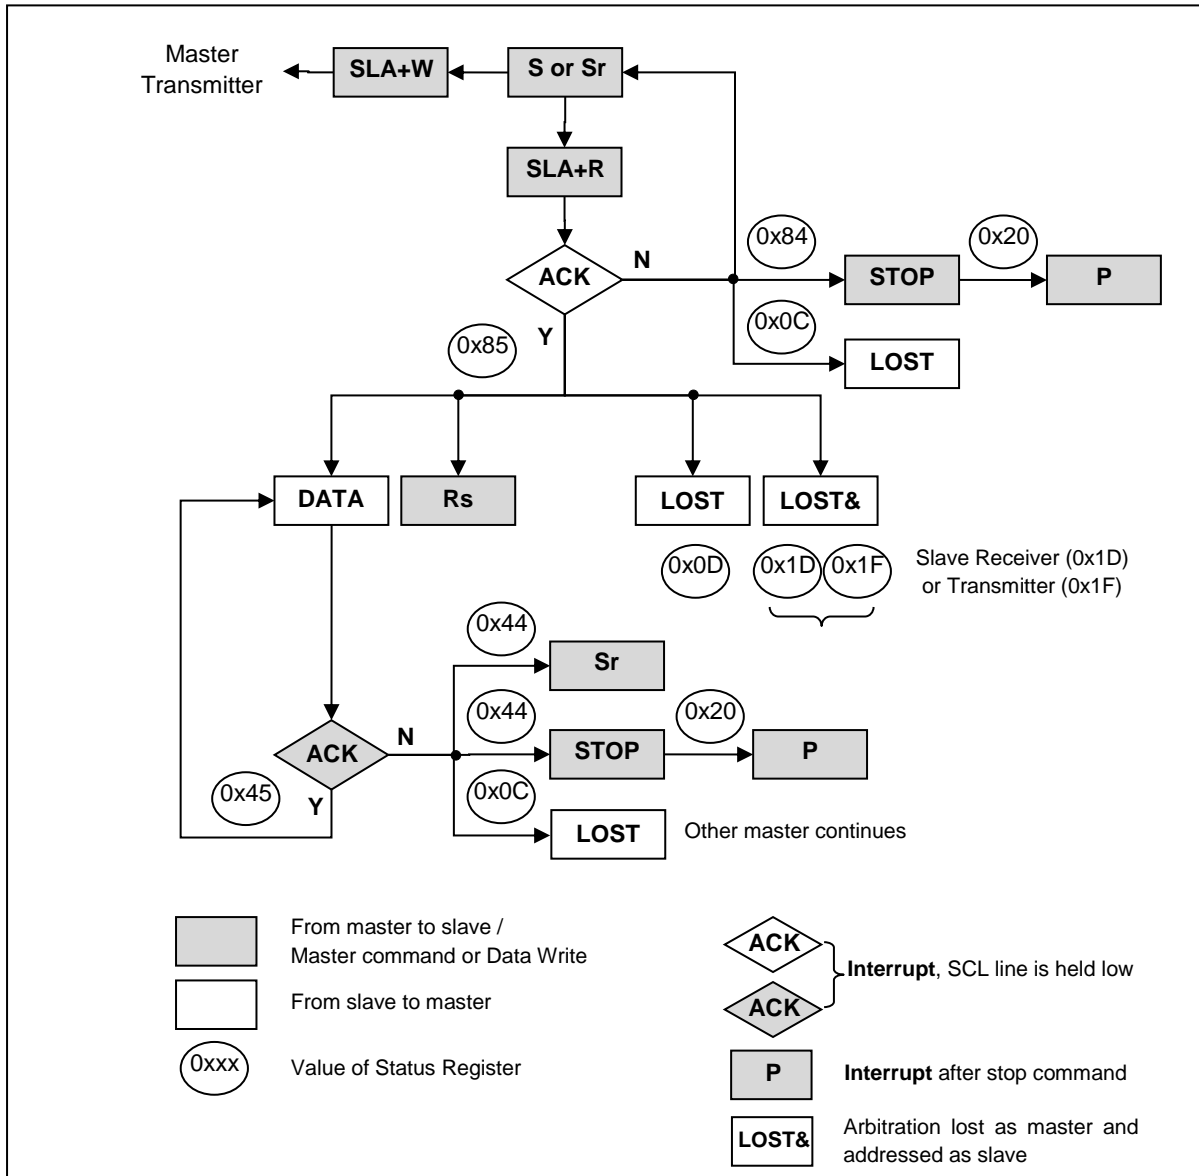 Master
Transmitter
SLA+W
S or Sr
SLA+R
ACK
N
Y
0x84
STOP
0x20
P
0x0C
LOST
0x85
DATA
Rs
LOST
LOST&
0x0D
0x1D
0x1F
Slave Receiver (0x1D)
or Transmitter (0x1F)
0x44
Sr
ACK
N
0x44
STOP
0x20
P
0x45
Y
0x0C
LOST
Other master continues
From master to slave /
Master command or Data Write
From slave to master
0xxx
Value of Status Register
ACK
ACK
Interrupt, SCL line is held low
P
Interrupt after stop command
LOST&
Arbitration lost as master and
addressed as slave